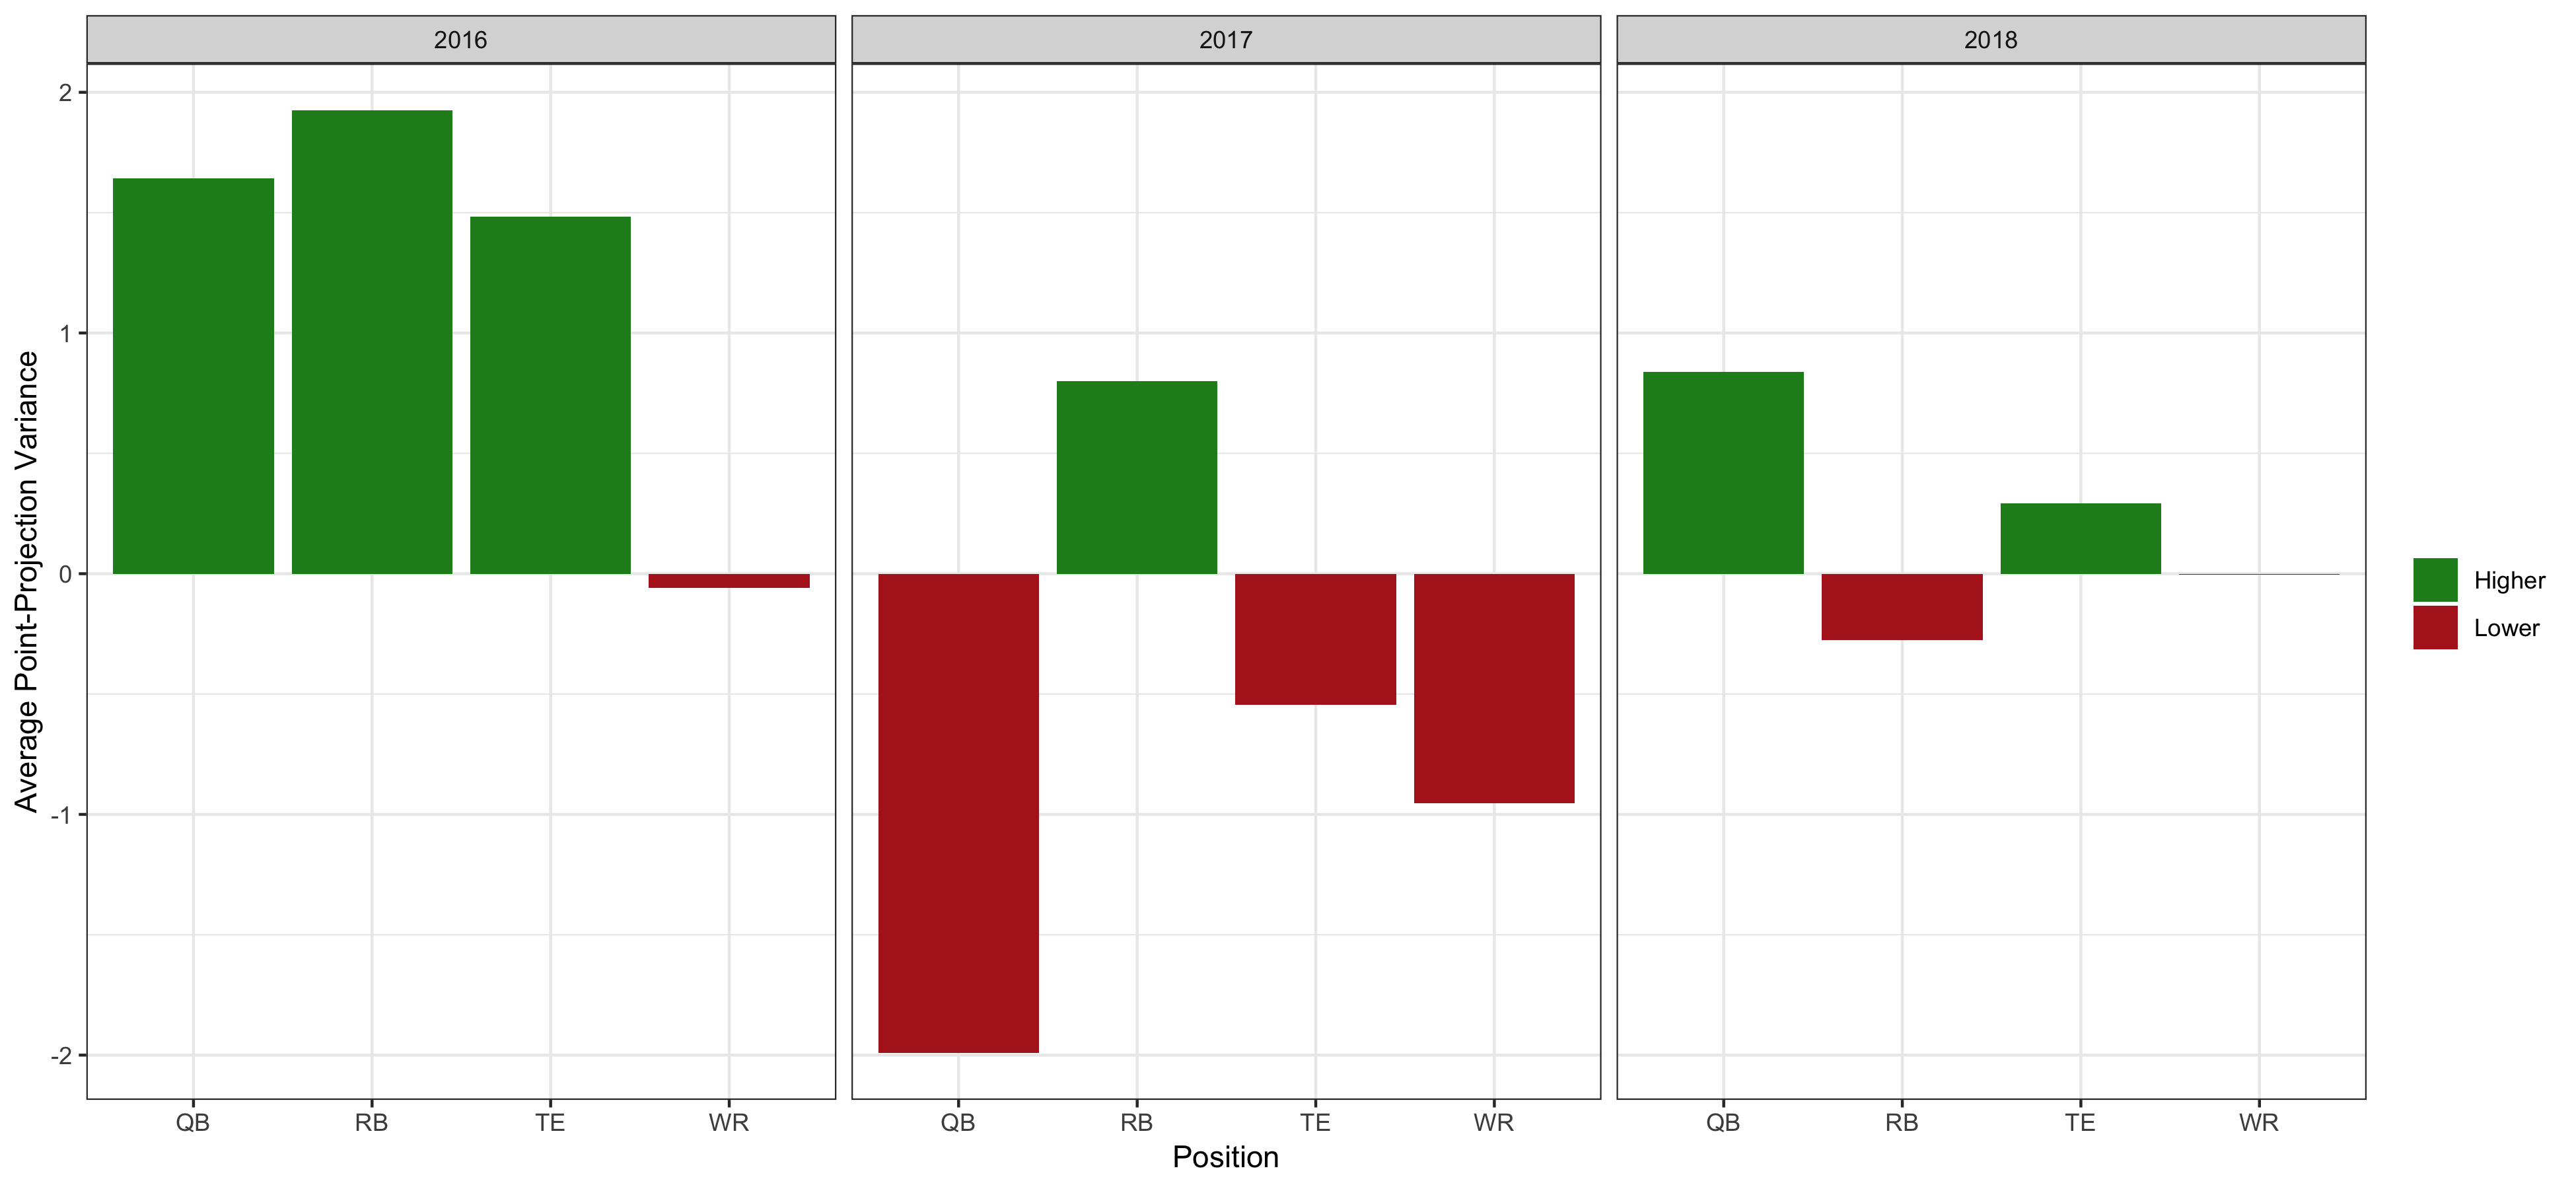 2016
2017
2018
Average Point-Projection Variance
2
1
0
-1
-2
QB RB TE WR
QB RB TE WR
QB RB TE WR
Position
Higher
Lower